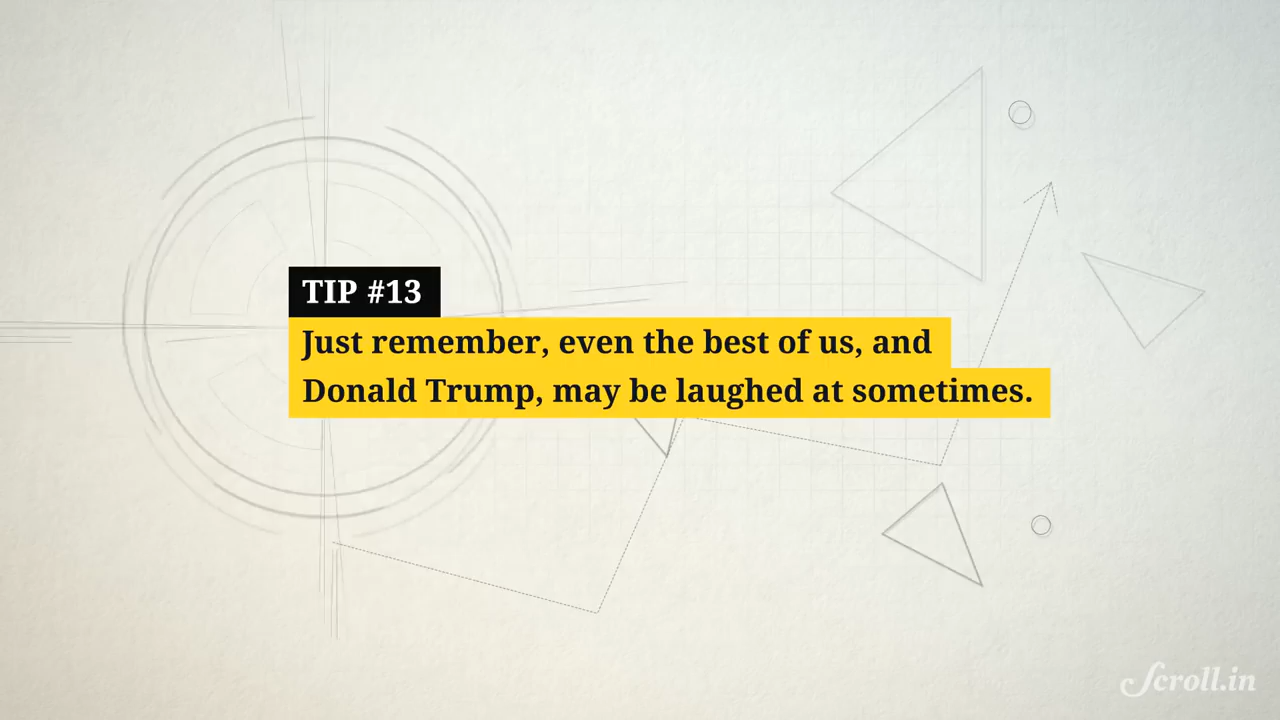 TIP #13
Just remember, even the best of us, and
Donald Trump, may be laughed at sometimes.
Scroll.in